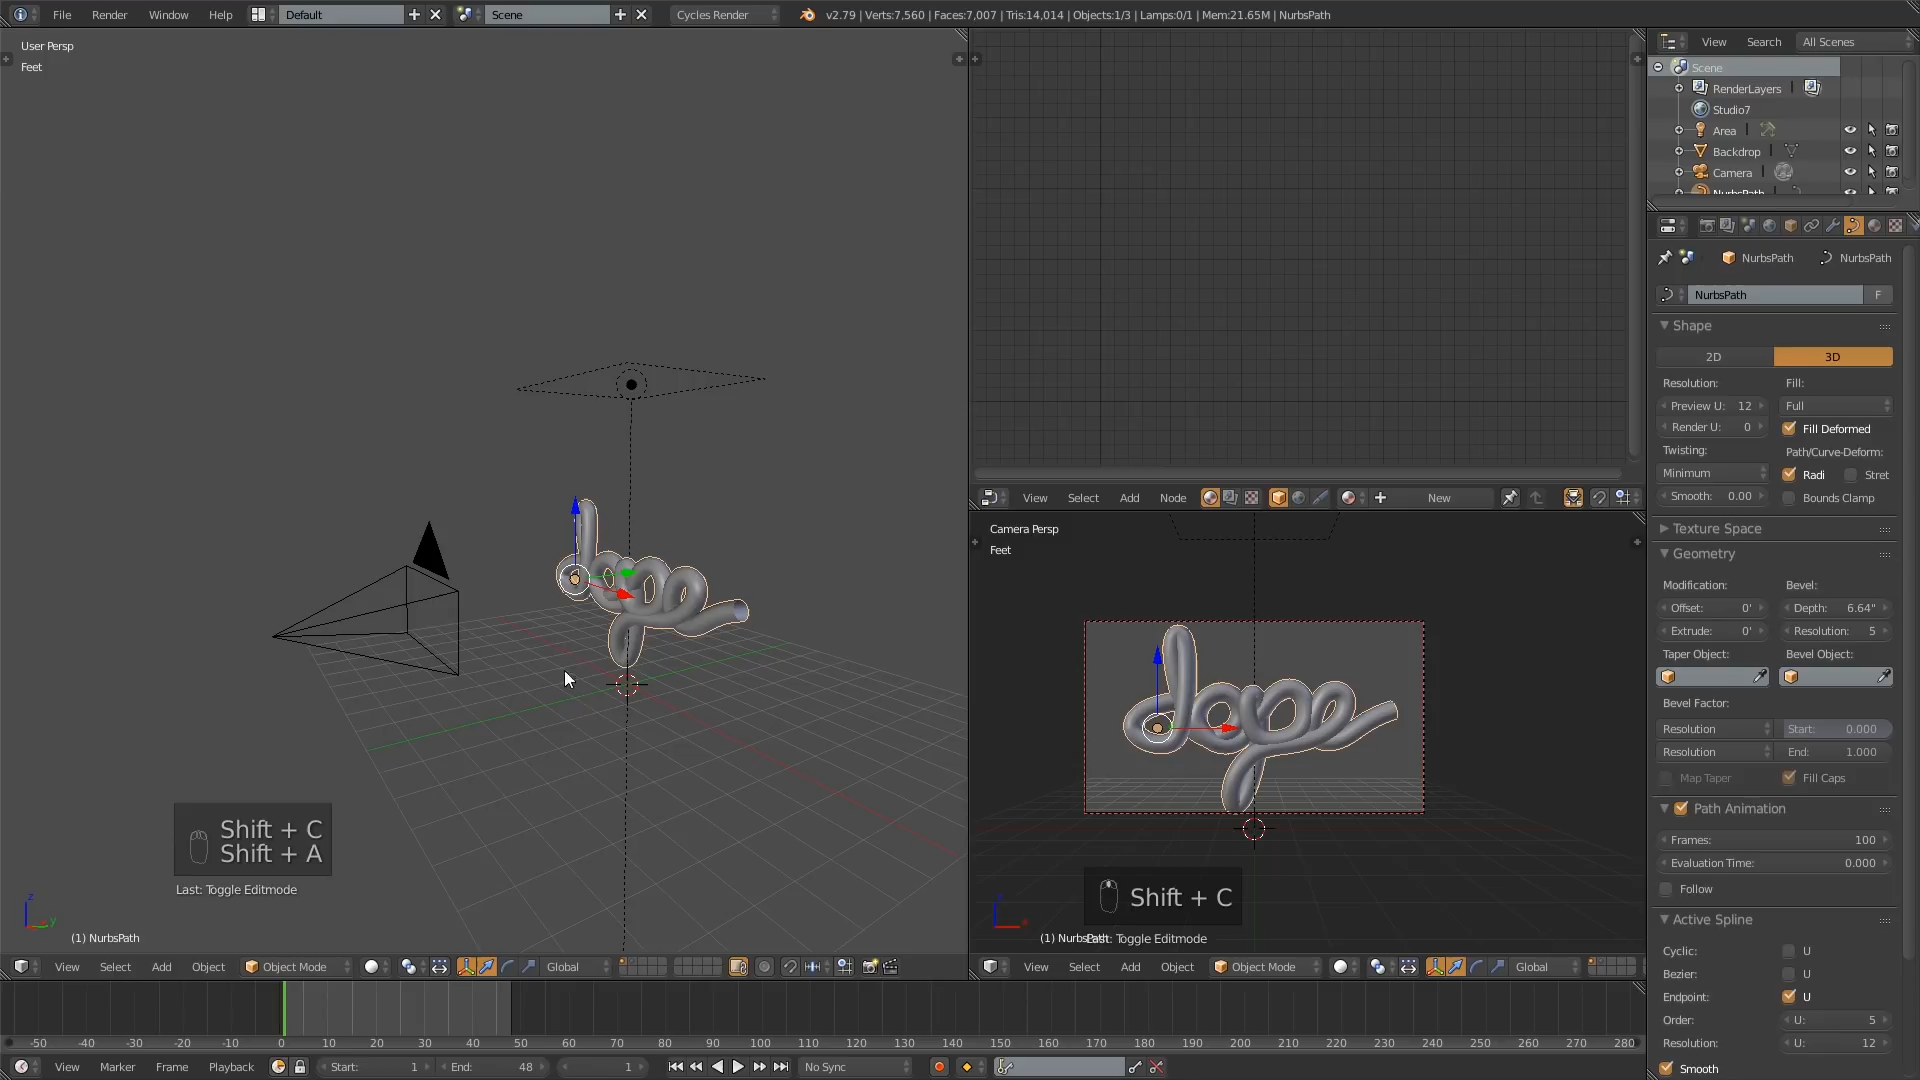 File Render Window Help Default Scene Cycles Render v2.79 | Verts:7,560 | Faces:7,007 | Tris:14,014 | Objects:1/3 | Lamps:0/1 | Mem:21.65M | NurbsPath
User Persp
Feet
Shift + C
Shift + A
Last: Toggle Editmode
z
y
(1) NurbsPath
View Select Add Object Object Mode Global
View Select Add Node New
Camera Persp
Feet
dope
Shift + C
(1) NurbsPath
Last: Toggle Editmode
View Select Add Object Object Mode Global
-50 -40 -30 -20 -10 0 10 20 30 40 50 60 70 80 90 100 110 120 130 140 150 160 170 180 190 200 210 220 230 240 250 260 270 280
View Marker Frame Playback Start: 1 End: 48 1 No Sync
View Search All Scenes
Scene
RenderLayers
Studio7
Area
Backdrop
Camera
NurbsPath
NurbsPath NurbsPath
NurbsPath F
Shape
2D 3D
Resolution: Fill:
Preview U: 12 Full
Render U: 0 Fill Deformed
Twisting: Path/Curve-Deform:
Minimum Radi Stret
Smooth: 0.00 Bounds Clamp
Texture Space
Geometry
Modification: Bevel:
Offset: 0' Depth: 6.64"
Extrude: 0' Resolution: 5
Taper Object: Bevel Object:
Bevel Factor:
Resolution Start: 0.000
Resolution End: 1.000
Map Taper Fill Caps
Path Animation
Frames: 100
Evaluation Time: 0.000
Follow
Active Spline
Cyclic: U
Bezier: U
Endpoint: U
Order: U: 5
Resolution: U: 12
Smooth